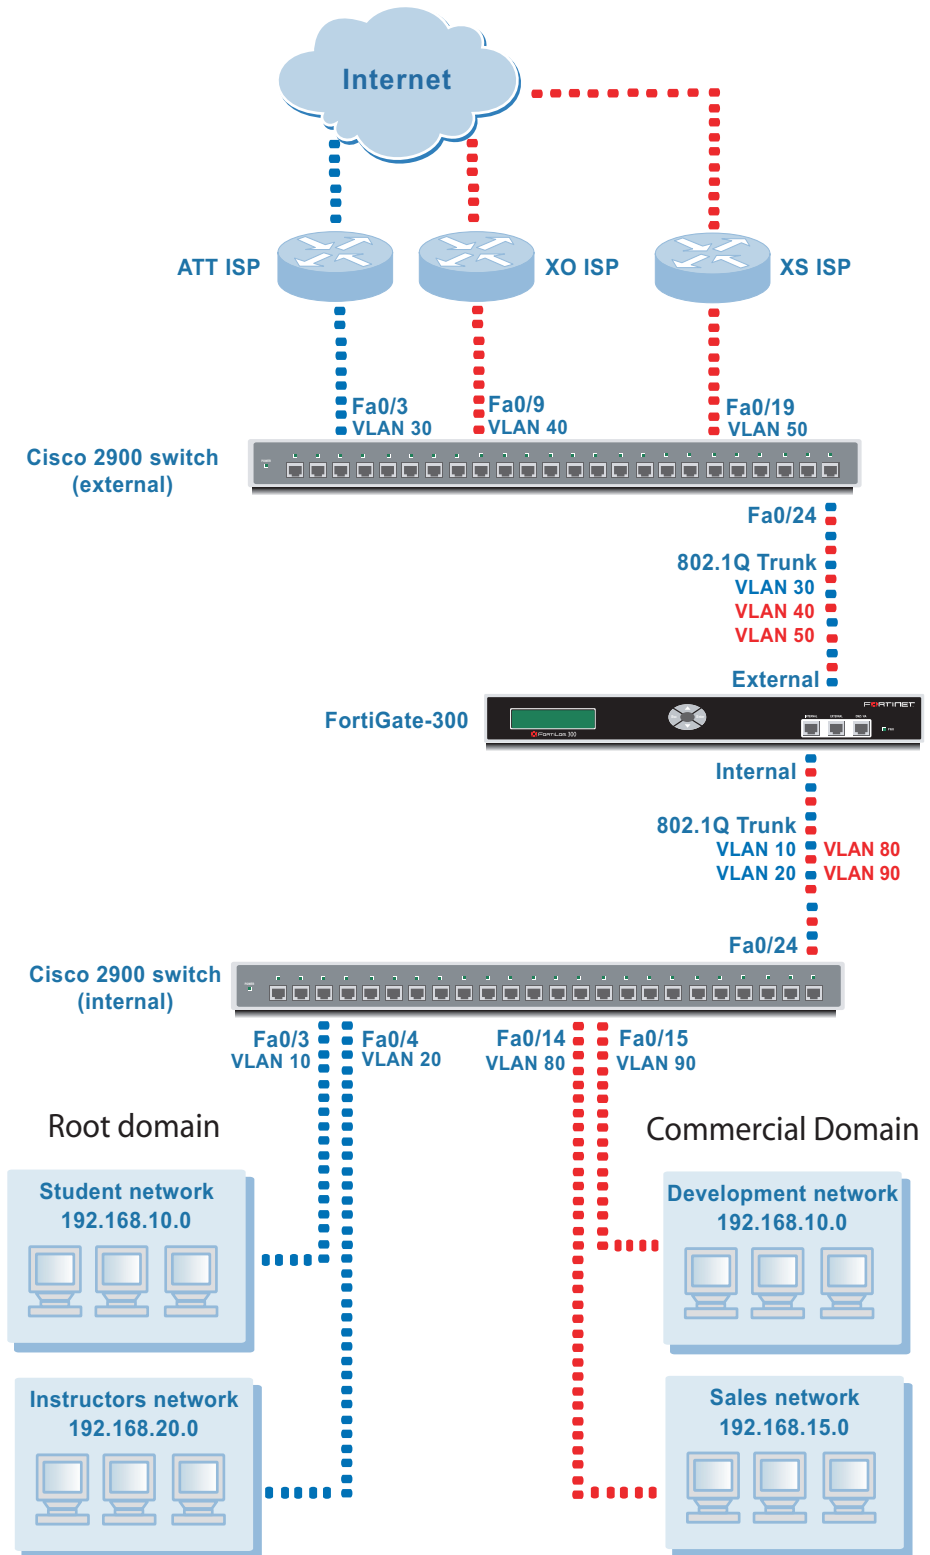 Internet
ATT ISP
XO ISP
XS ISP
Fa0/3
VLAN 30
Fa0/9
VLAN 40
Fa0/19
VLAN 50
Cisco 2900 switch
(external)
Fa0/24
802.1Q Trunk
VLAN 30
VLAN 40
VLAN 50
External
FortiGate-300
FORTINET
FORTILOG 300
INTERNAL
EXTERNAL
Internal
802.1Q Trunk
VLAN 10
VLAN 80
VLAN 20
VLAN 90
Fa0/24
Cisco 2900 switch
(internal)
Fa0/3
VLAN 10
Fa0/4
VLAN 20
Fa0/14
VLAN 80
Fa0/15
VLAN 90
Root domain
Commercial Domain
Student network
192.168.10.0
Development network
192.168.10.0
Instructors network
192.168.20.0
Sales network
192.168.15.0